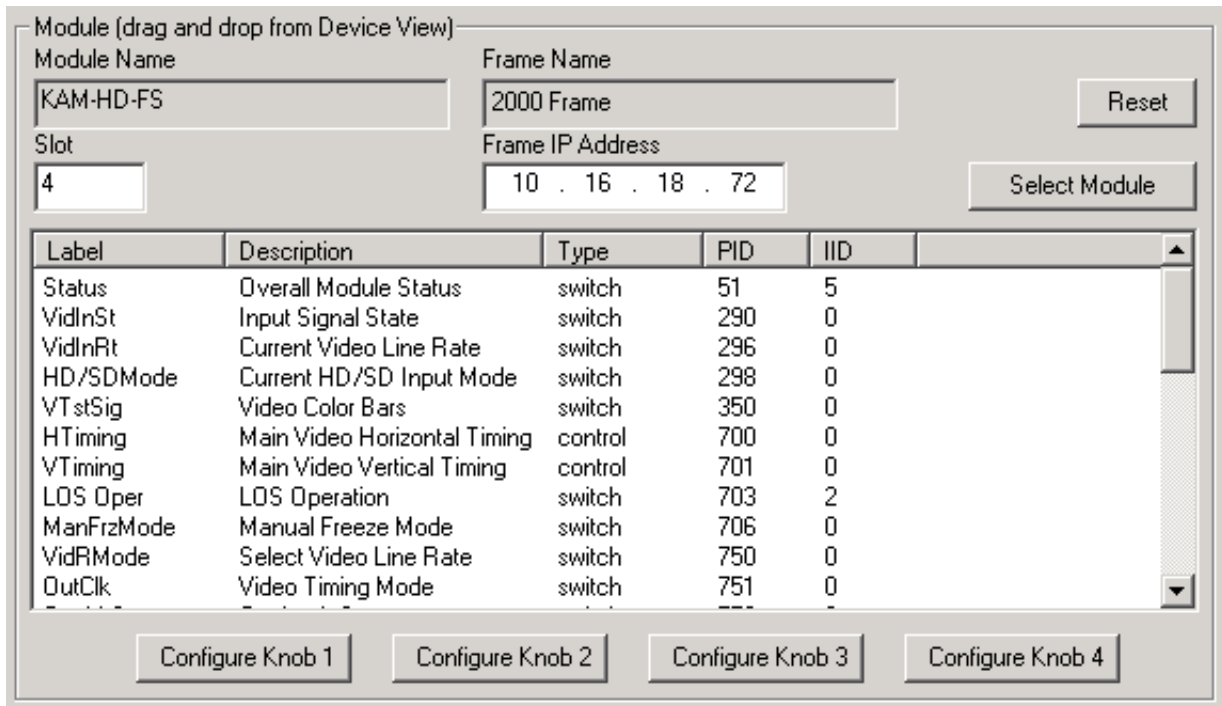 Module (drag and drop from Device View)
Module Name Frame Name
KAM-HD-FS 2000 Frame Reset
Slot Frame IP Address
4 10 . 16 . 18 . 72 Select Module
Label Description Type PID IID
Status Overall Module Status switch 51 5
VidInSt Input Signal State switch 290 0
VidInRt Current Video Line Rate switch 296 0
HD/SDMode Current HD/SD Input Mode switch 298 0
VTstSig Video Color Bars switch 350 0
HTiming Main Video Horizontal Timing control 700 0
VTiming Main Video Vertical Timing control 701 0
LOS Oper LOS Operation switch 703 2
ManFrzMode Manual Freeze Mode switch 706 0
VidRMode Select Video Line Rate switch 750 0
OutClk Video Timing Mode switch 751 0
Configure Knob 1 Configure Knob 2 Configure Knob 3 Configure Knob 4